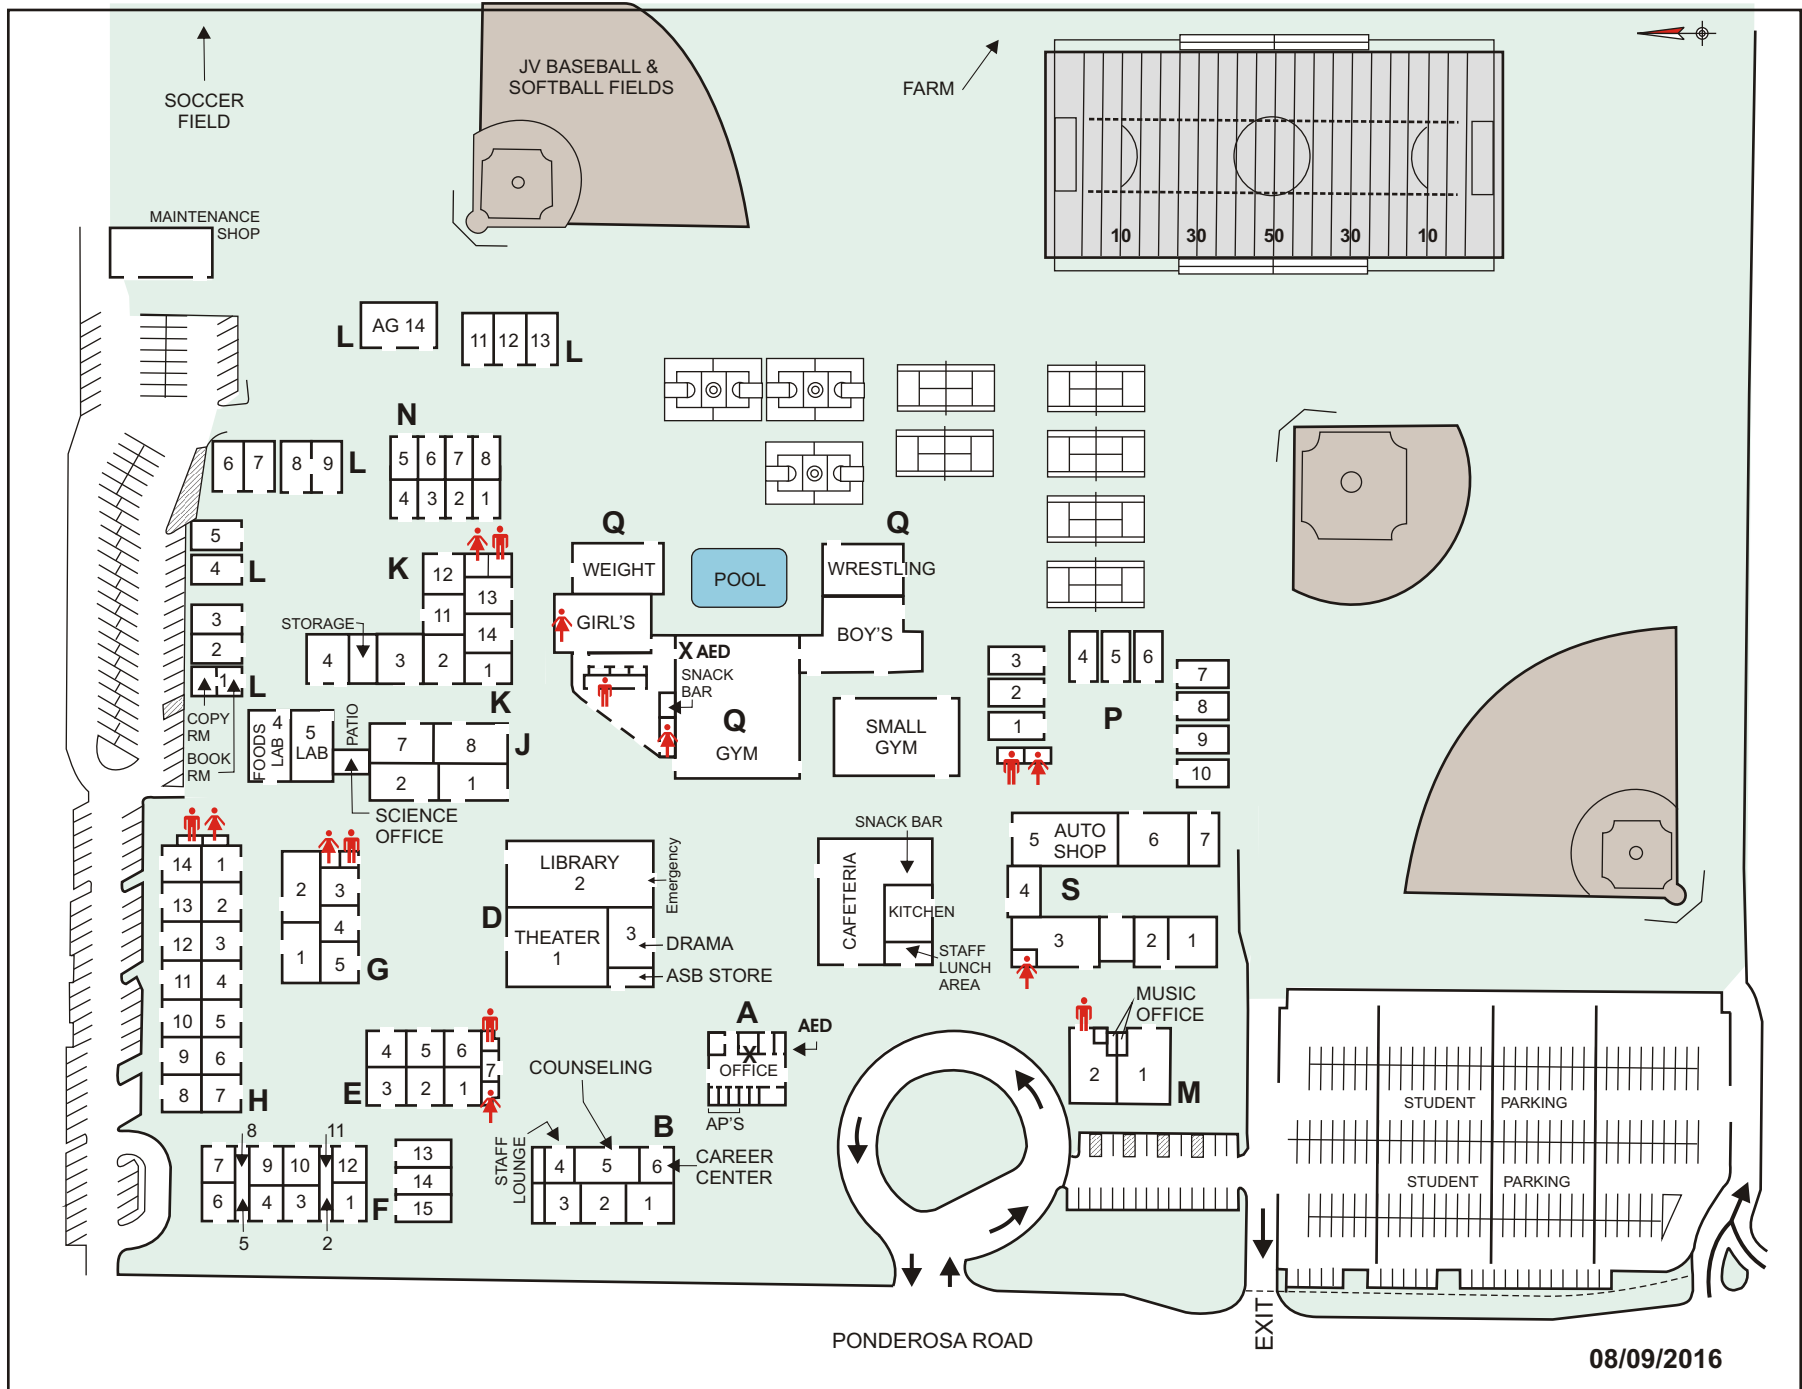 SOCCER
FIELD
JV BASEBALL &
SOFTBALL FIELDS
FARM
10 30 50 30 10
MAINTENANCE
SHOP
L
AG 14
11 12 13
L
N
6 7
8 9
L
5 6 7 8
4 3 2 1
5
4
L
3
2
1
L
COPY
RM
BOOK
RM
K
12
13
11
14
STORAGE
4 3 2 1
K
Q
WEIGHT
GIRL'S
POOL
Q
WRESTLING
BOY'S
X AED
SNACK
BAR
Q
GYM
SMALL
GYM
3
2
1
4 5 6
P
7
8
9
10
FOODS
LAB 4
5
LAB
PATIO
7 8
2 1
J
SCIENCE
OFFICE
14 1
13 2
12 3
11 4
10 5
9 6
8 7
H
2 3
4
1 5
G
LIBRARY
2
Emergency
D
THEATER
1
3
DRAMA
ASB STORE
CAFETERIA
SNACK BAR
KITCHEN
STAFF
LUNCH
AREA
5 AUTO
SHOP
6 7
4
S
3 2 1
MUSIC
OFFICE
2 1
M
4 5 6
7
3 2 1
E
A
AED
X
OFFICE
AP'S
COUNSELING
B
STAFF
LOUNGE
4 5 6
CAREER
CENTER
3 2 1
8 11
7 9 10 12
6 4 3 1
5 2
F
13
14
15
STUDENT PARKING
STUDENT PARKING
EXIT
PONDEROSA ROAD
08/09/2016